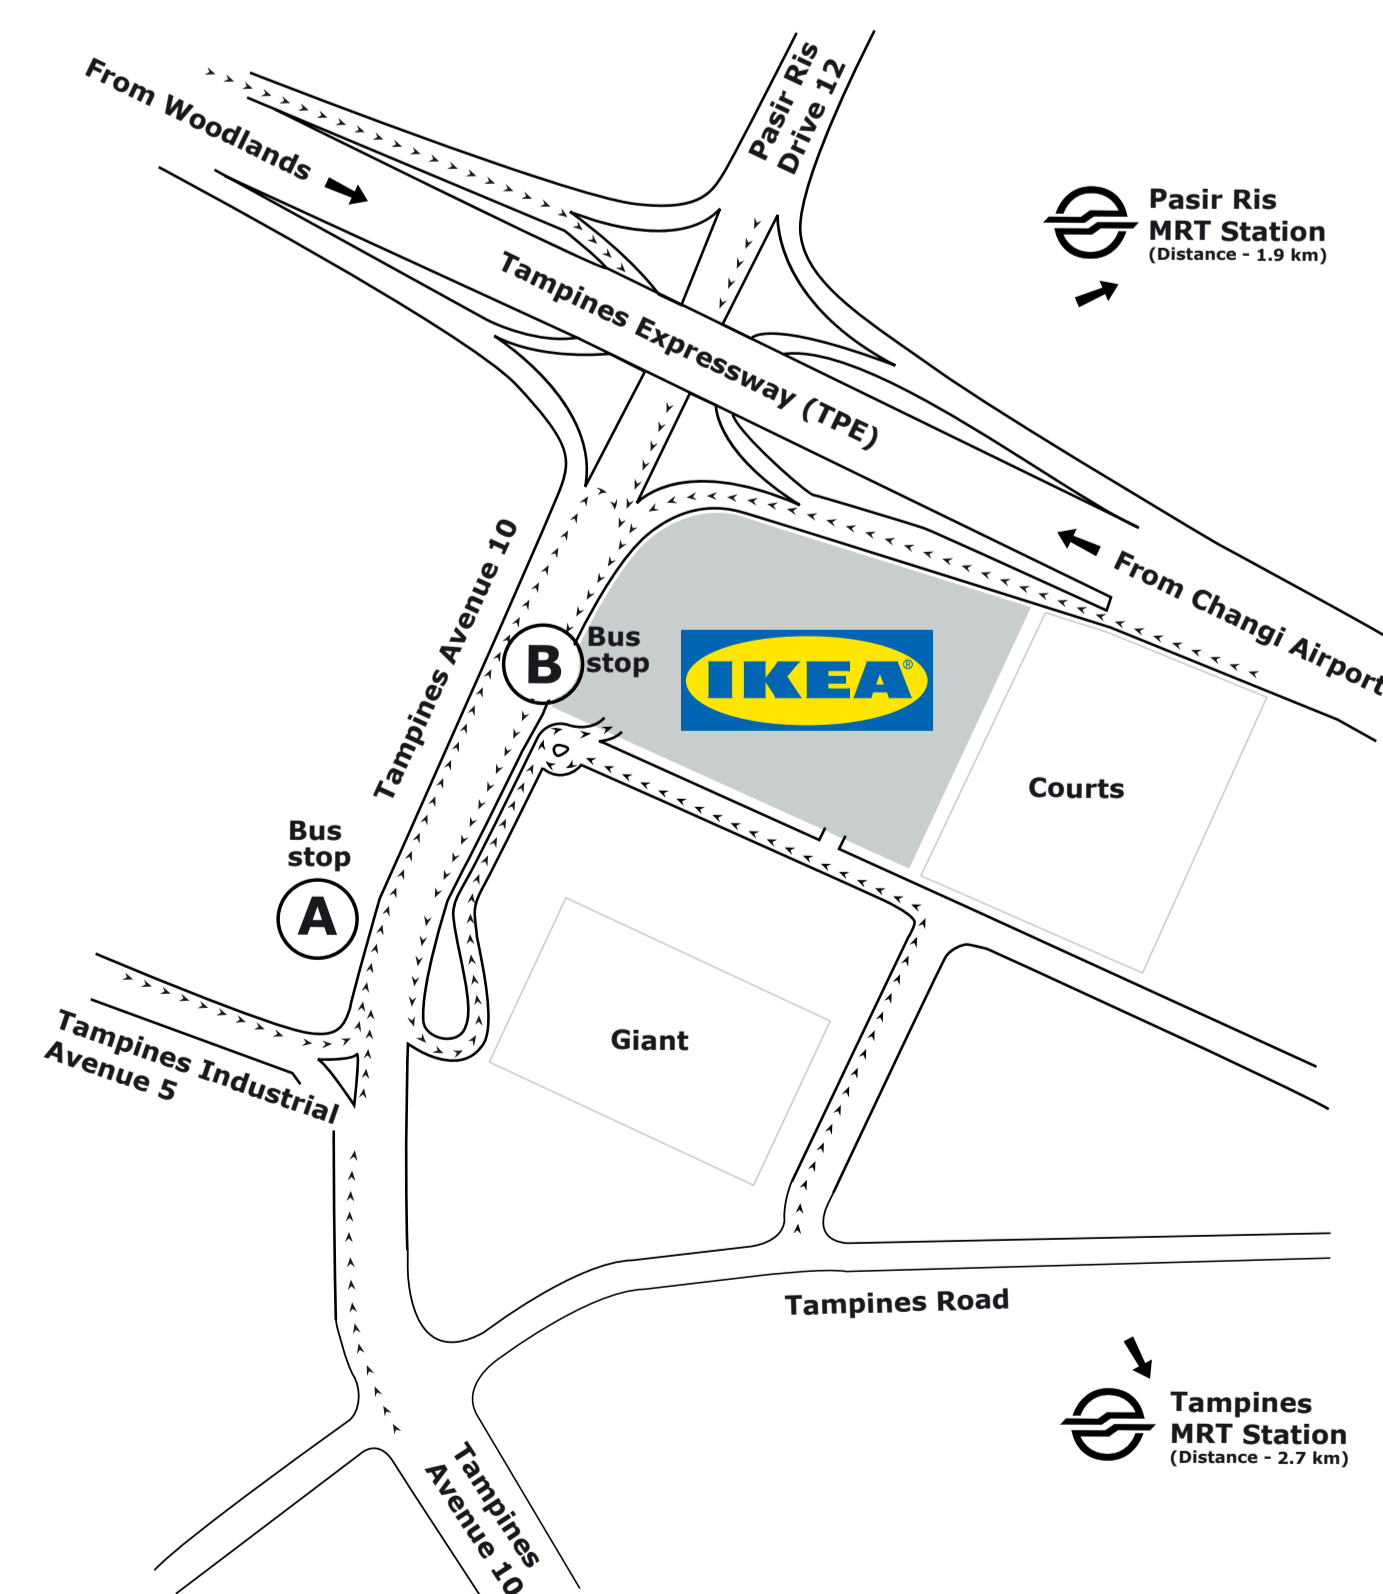 Pasir Ris
Drive 12
From Woodlands
Pasir Ris
MRT Station
(Distance - 1.9 km)
Tampines Expressway (TPE)
From Changi Airport
Tampines Avenue 10
B
Bus
stop
IKEA®
Courts
Bus
stop
A
Tampines Industrial
Avenue 5
Giant
Tampines Road
Tampines
MRT Station
(Distance - 2.7 km)
Tampines
Avenue 10